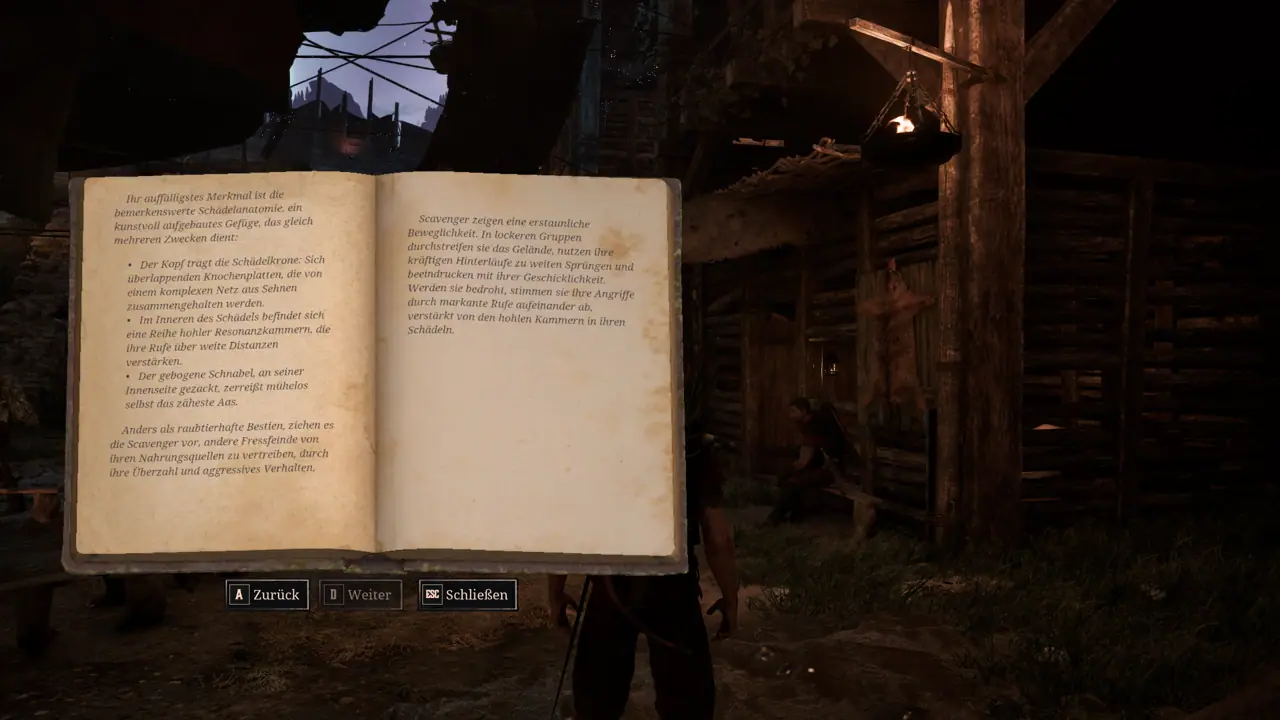 Ihr auffälligstes Merkmal ist die
bemerkenswerte Schädelanatomie, ein
kunstvoll aufgebautes Gefüge, das gleich
mehreren Zwecken dient:
• Der Kopf trägt die Schädelkrone: Sich
überlappenden Knochenplatten, die von
einem komplexen Netz aus Sehnen
zusammengehalten werden.
• Im Inneren des Schädels befindet sich
eine Reihe hohler Resonanzkammern, die
ihre Rufe über weite Distanzen
verstärken.
• Der gebogene Schnabel, an seiner
Innenseite gezackt, zerreißt mühelos
selbst das zäheste Aas.
Anders als raubtierhafte Bestien, ziehen es
die Scavenger vor, andere Fressfeinde von
ihren Nahrungsquellen zu vertreiben, durch
ihre Überzahl und aggressives Verhalten.
Scavenger zeigen eine erstaunliche
Beweglichkeit. In lockeren Gruppen
durchstreifen sie das Gelände, nutzen ihre
kräftigen Hinterläufe zu weiten Sprüngen und
beeindrucken mit ihrer Geschicklichkeit.
Werden sie bedroht, stimmen sie ihre Angriffe
durch markante Rufe aufeinander ab,
verstärkt von den hohlen Kammern in ihren
Schädeln.
A Zurück D Weiter ESC Schließen